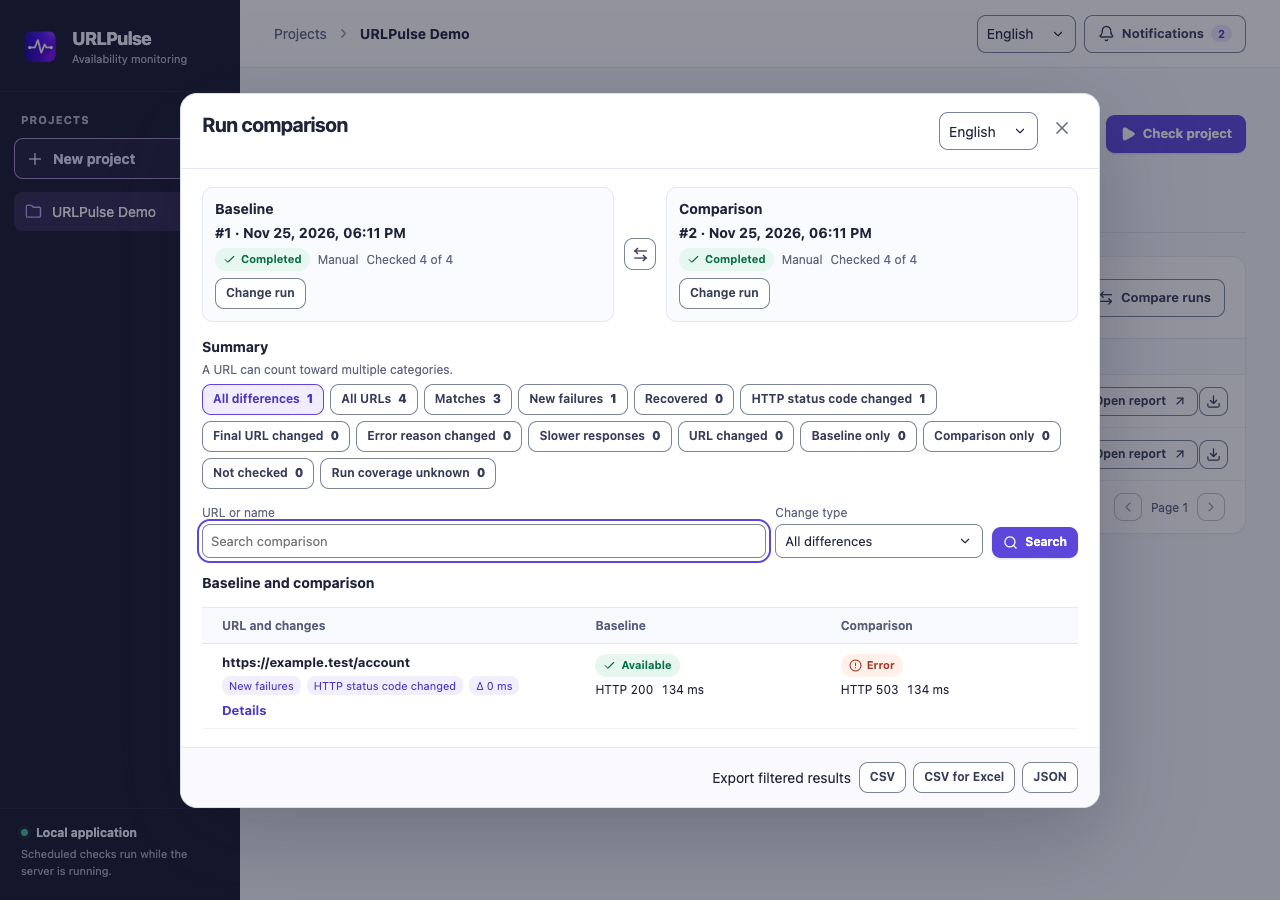 URLPulse
Availability monitoring
PROJECTS
New project
URLPulse Demo
Local application
Scheduled checks run while the
server is running.
Projects > URLPulse Demo
English
Notifications 2
Check project
Compare runs
Open report
Open report
Page 1
Run comparison
English
Baseline
#1 · Nov 25, 2026, 06:11 PM
Completed Manual Checked 4 of 4
Change run
Comparison
#2 · Nov 25, 2026, 06:11 PM
Completed Manual Checked 4 of 4
Change run
Summary
A URL can count toward multiple categories.
All differences 1 All URLs 4 Matches 3 New failures 1 Recovered 0 HTTP status code changed 1
Final URL changed 0 Error reason changed 0 Slower responses 0 URL changed 0 Baseline only 0 Comparison only 0
Not checked 0 Run coverage unknown 0
URL or name Change type
Search comparison All differences Search
Baseline and comparison
URL and changes Baseline Comparison
https://example.test/account Available Error
New failures HTTP status code changed Δ 0 ms HTTP 200 134 ms HTTP 503 134 ms
Details
Export filtered results CSV CSV for Excel JSON